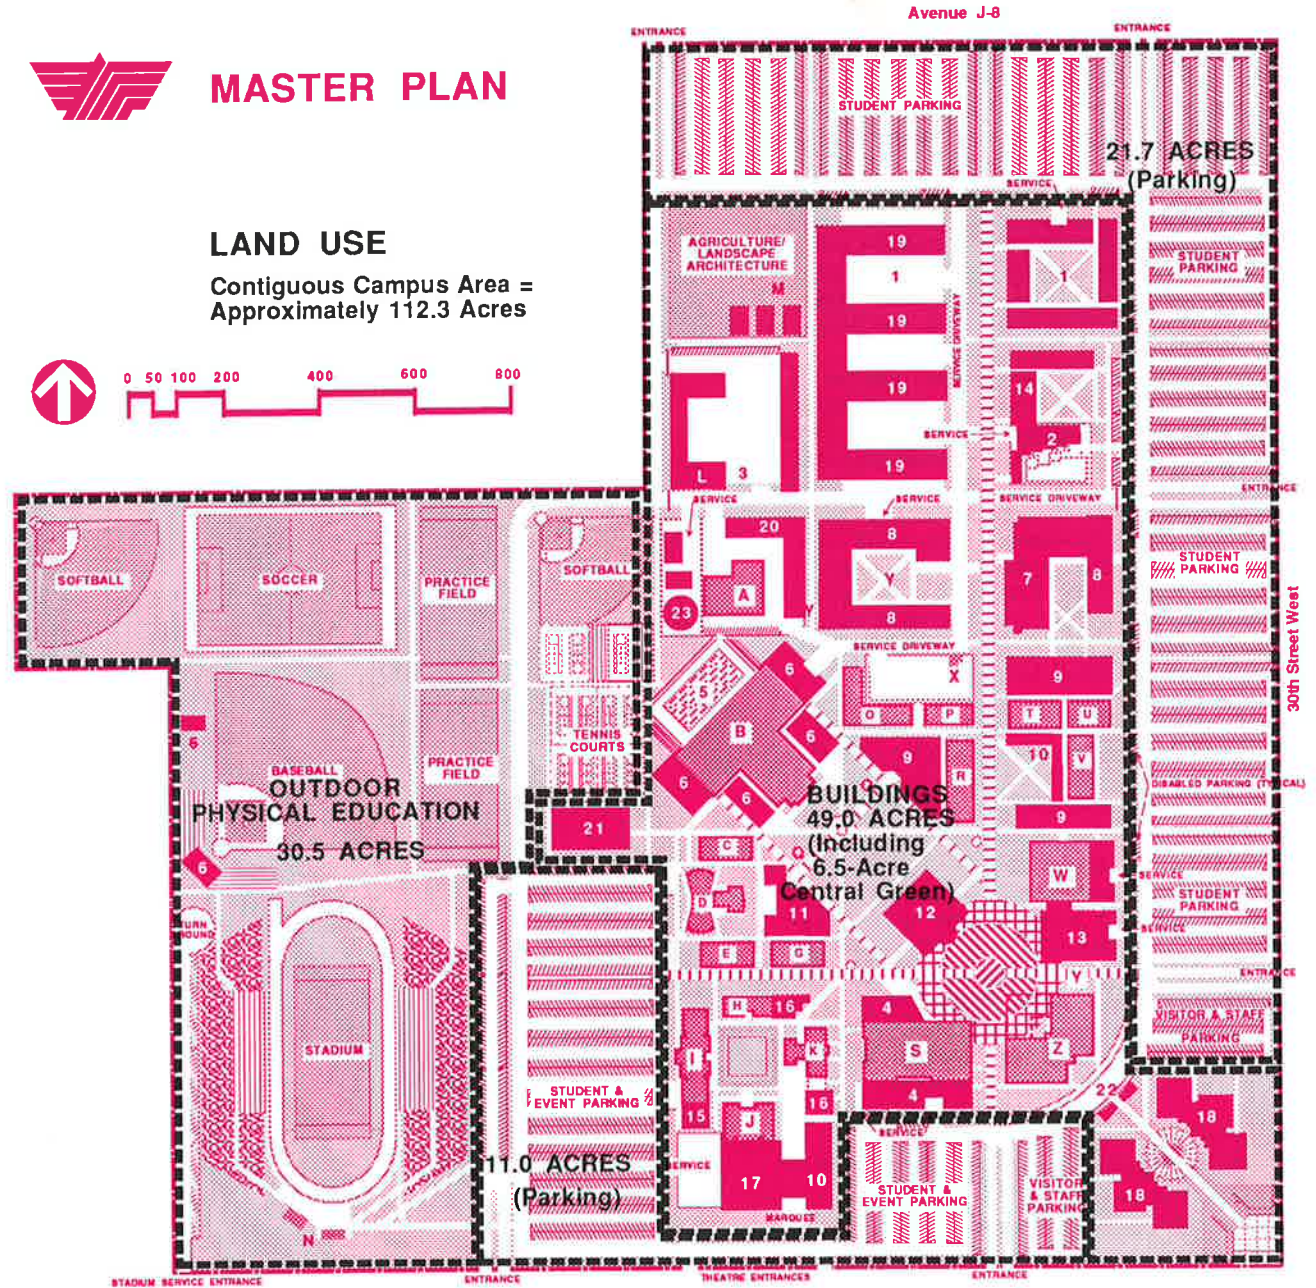 Avenue J-8
ENTRANCE
ENTRANCE
MASTER PLAN
STUDENT PARKING
21.7 ACRES
(Parking)
SERVICE
LAND USE
Contiguous Campus Area =
Approximately 112.3 Acres
0 50 100 200 400 600 800
AGRICULTURE/
LANDSCAPE
ARCHITECTURE
M
19
1
19
19
19
SERVICE DRIVEWAY
1
STUDENT
PARKING
14
2
SERVICE
L
3
SERVICE
SERVICE
SERVICE DRIVEWAY
ENTRANCE
SOFTBALL
SOCCER
PRACTICE
FIELD
SOFTBALL
20
8
Y
8
7
8
STUDENT
PARKING
A
23
Y
30th Street West
SERVICE DRIVEWAY
6
5
X
9
O
P
T
U
B
6
6
TENNIS
COURTS
PRACTICE
FIELD
9
R
10
V
BASEBALL
OUTDOOR
PHYSICAL EDUCATION
30.5 ACRES
6
6
DISABLED PARKING (TYPICAL)
BUILDINGS
49.0 ACRES
(Including
6.5-Acre
Central Green)
9
21
C
6
W
SERVICE
STUDENT
PARKING
D
11
12
13
SERVICE
TURN
ROUND
E
G
Y
ENTRANCE
H
16
4
VISITOR & STAFF
PARKING
STADIUM
I
K
S
Z
STUDENT &
EVENT PARKING
15
16
4
22
18
J
SERVICE
11.0 ACRES
(Parking)
SERVICE
17
10
STUDENT &
EVENT PARKING
VISITOR
& STAFF
PARKING
18
MARQUEE
N
STADIUM SERVICE ENTRANCE
ENTRANCE
THEATRE ENTRANCES
ENTRANCE